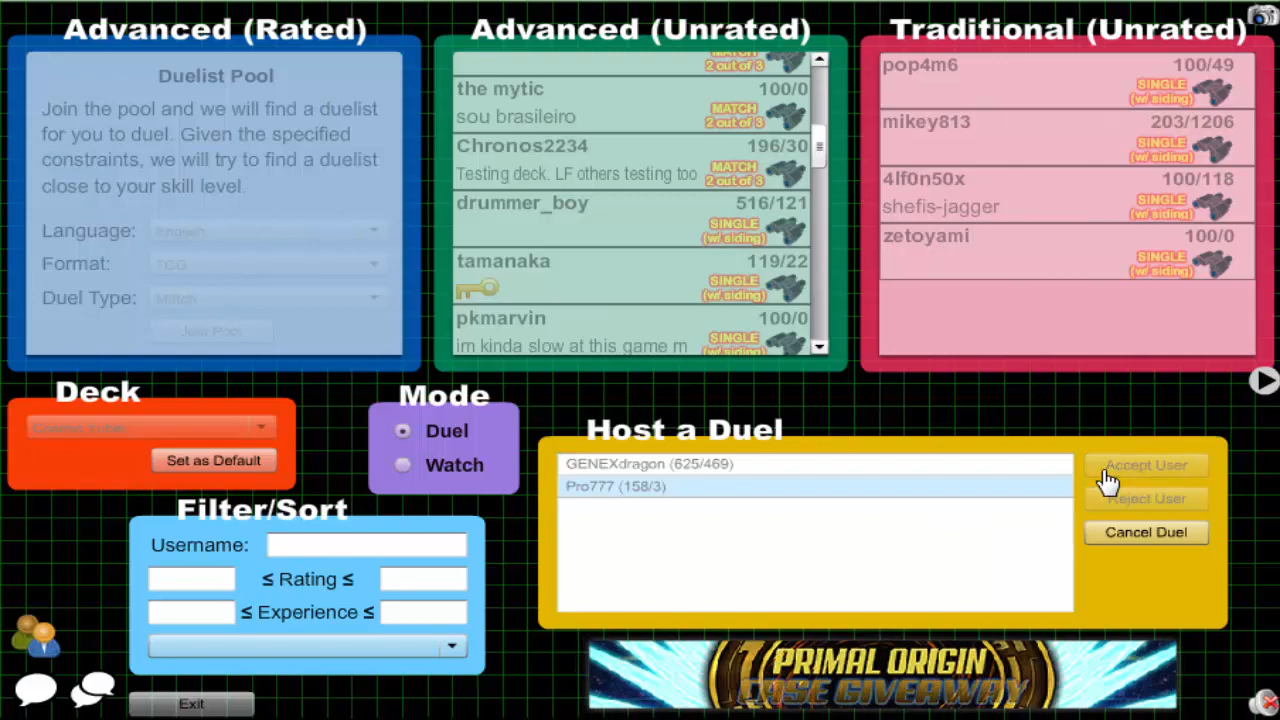 Advanced (Rated)
Duelist Pool
Join the pool and we will find a duelist
for you to duel. Given the specified
constraints, we will try to find a duelist
close to your skill level.
Language: English
Format: TCG
Duel Type: Match
Join Pool
Advanced (Unrated)
MATCH
2 out of 3
the mytic 100/0
sou brasileiro MATCH
2 out of 3
Chronos2234 196/30
Testing deck. LF others testing too MATCH
2 out of 3
drummer_boy 516/121
SINGLE
(w/ siding)
tamanaka 119/22
SINGLE
(w/ siding)
pkmarvin 100/0
im kinda slow at this game m SINGLE
(w/ siding)
Traditional (Unrated)
pop4m6 100/49
SINGLE
(w/ siding)
mikey813 203/1206
SINGLE
(w/ siding)
4lf0n50x 100/118
shefis-jagger SINGLE
(w/ siding)
zetoyami 100/0
SINGLE
(w/ siding)
Deck
Set as Default
Mode
Duel
Watch
Filter/Sort
Username:
≤ Rating ≤
≤ Experience ≤
Exit
Host a Duel
GENEXdragon (625/469)
Pro777 (158/3)
Accept User
Reject User
Cancel Duel
PRIMAL ORIGIN
CASE GIVEAWAY